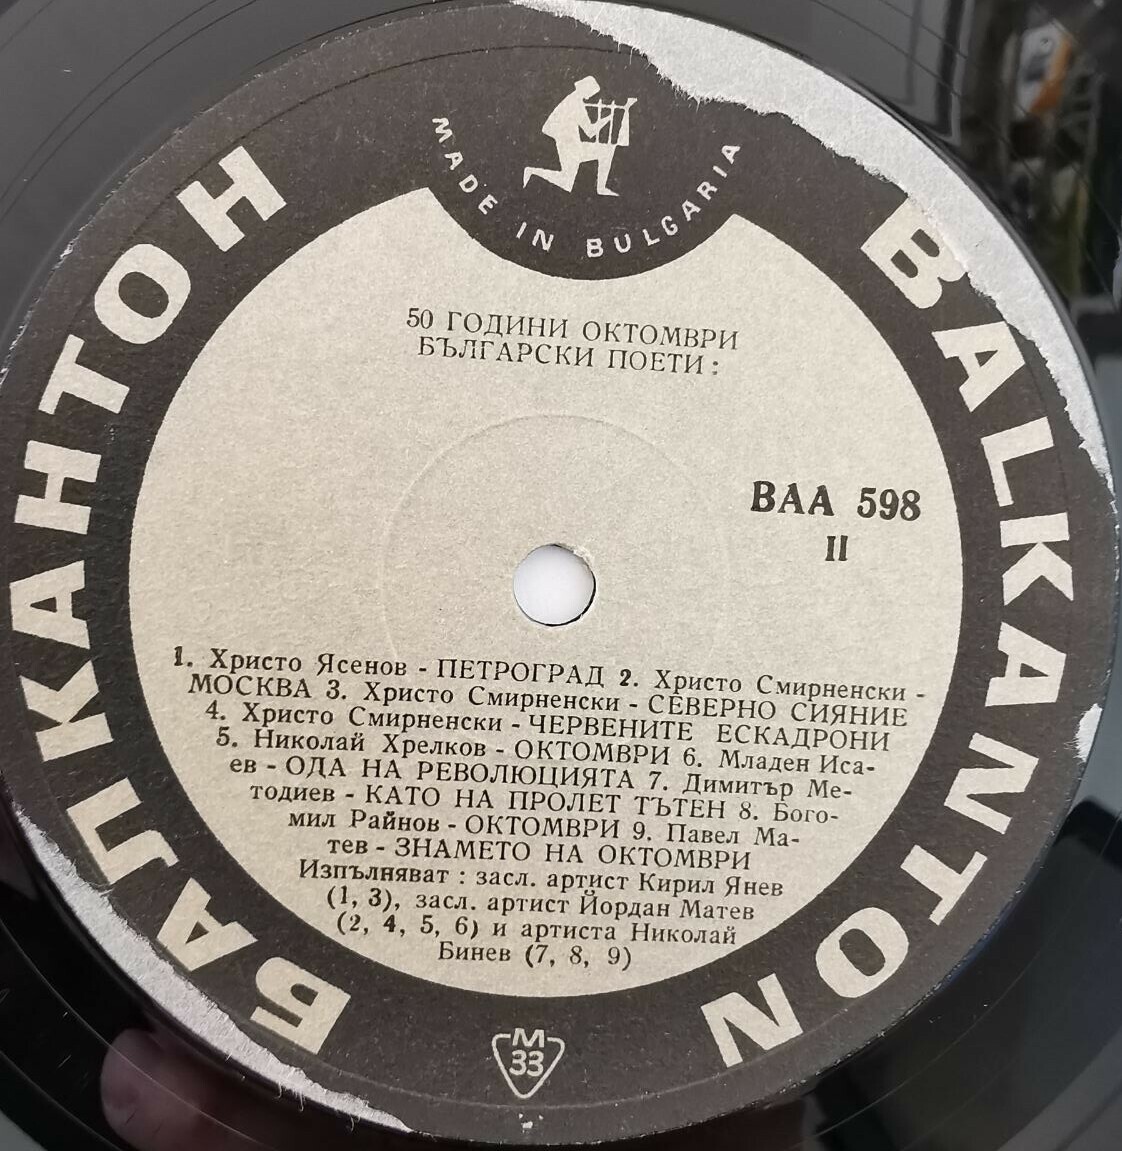 MADE IN BULGARIA
БАЛКАНТОН
BALKANTON
50 ГОДИНИ ОКТОМВРИ
БЪЛГАРСКИ ПОЕТИ :
ВАА 598
II
1. Христо Ясенов - ПЕТРОГРАД 2. Христо Смирненски -
МОСКВА 3. Христо Смирненски - СЕВЕРНО СИЯНИЕ
4. Христо Смирненски - ЧЕРВЕНИТЕ ЕСКАДРОНИ
5. Николай Хрелков - ОКТОМВРИ 6. Младен Иса-
ев - ОДА НА РЕВОЛЮЦИЯТА 7. Димитър Ме-
тодиев - КАТО НА ПРОЛЕТ ТЪТЕН 8. Бого-
мил Райнов - ОКТОМВРИ 9. Павел Ма-
тев - ЗНАМЕТО НА ОКТОМВРИ
Изпълняват : засл. артист Кирил Янев
(1, 3), засл. артист Йордан Матев
(2, 4, 5, 6) и артиста Николай
Бинев (7, 8, 9)
М
33